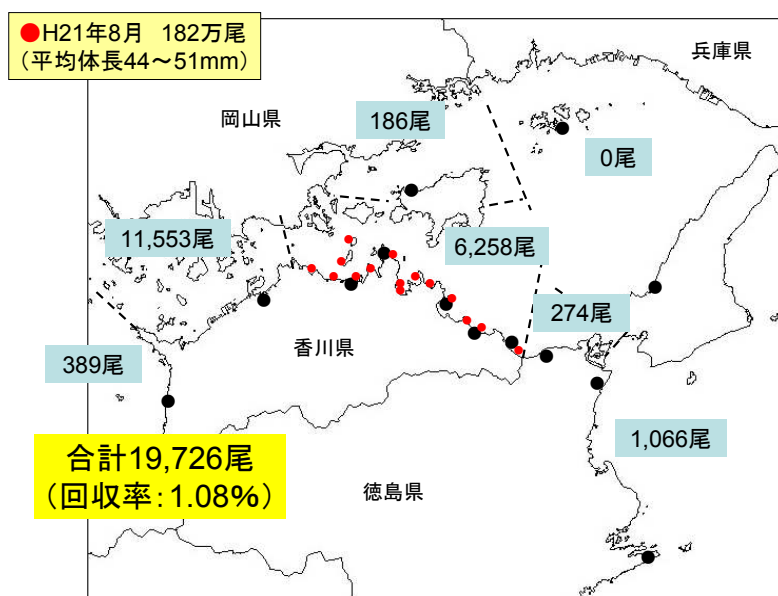 ●H21年8月 182万尾
(平均体長44～51mm)
兵庫県
岡山県
186尾
0尾
11,553尾
6,258尾
274尾
香川県
389尾
合計19,726尾
(回収率:1.08%)
1,066尾
徳島県